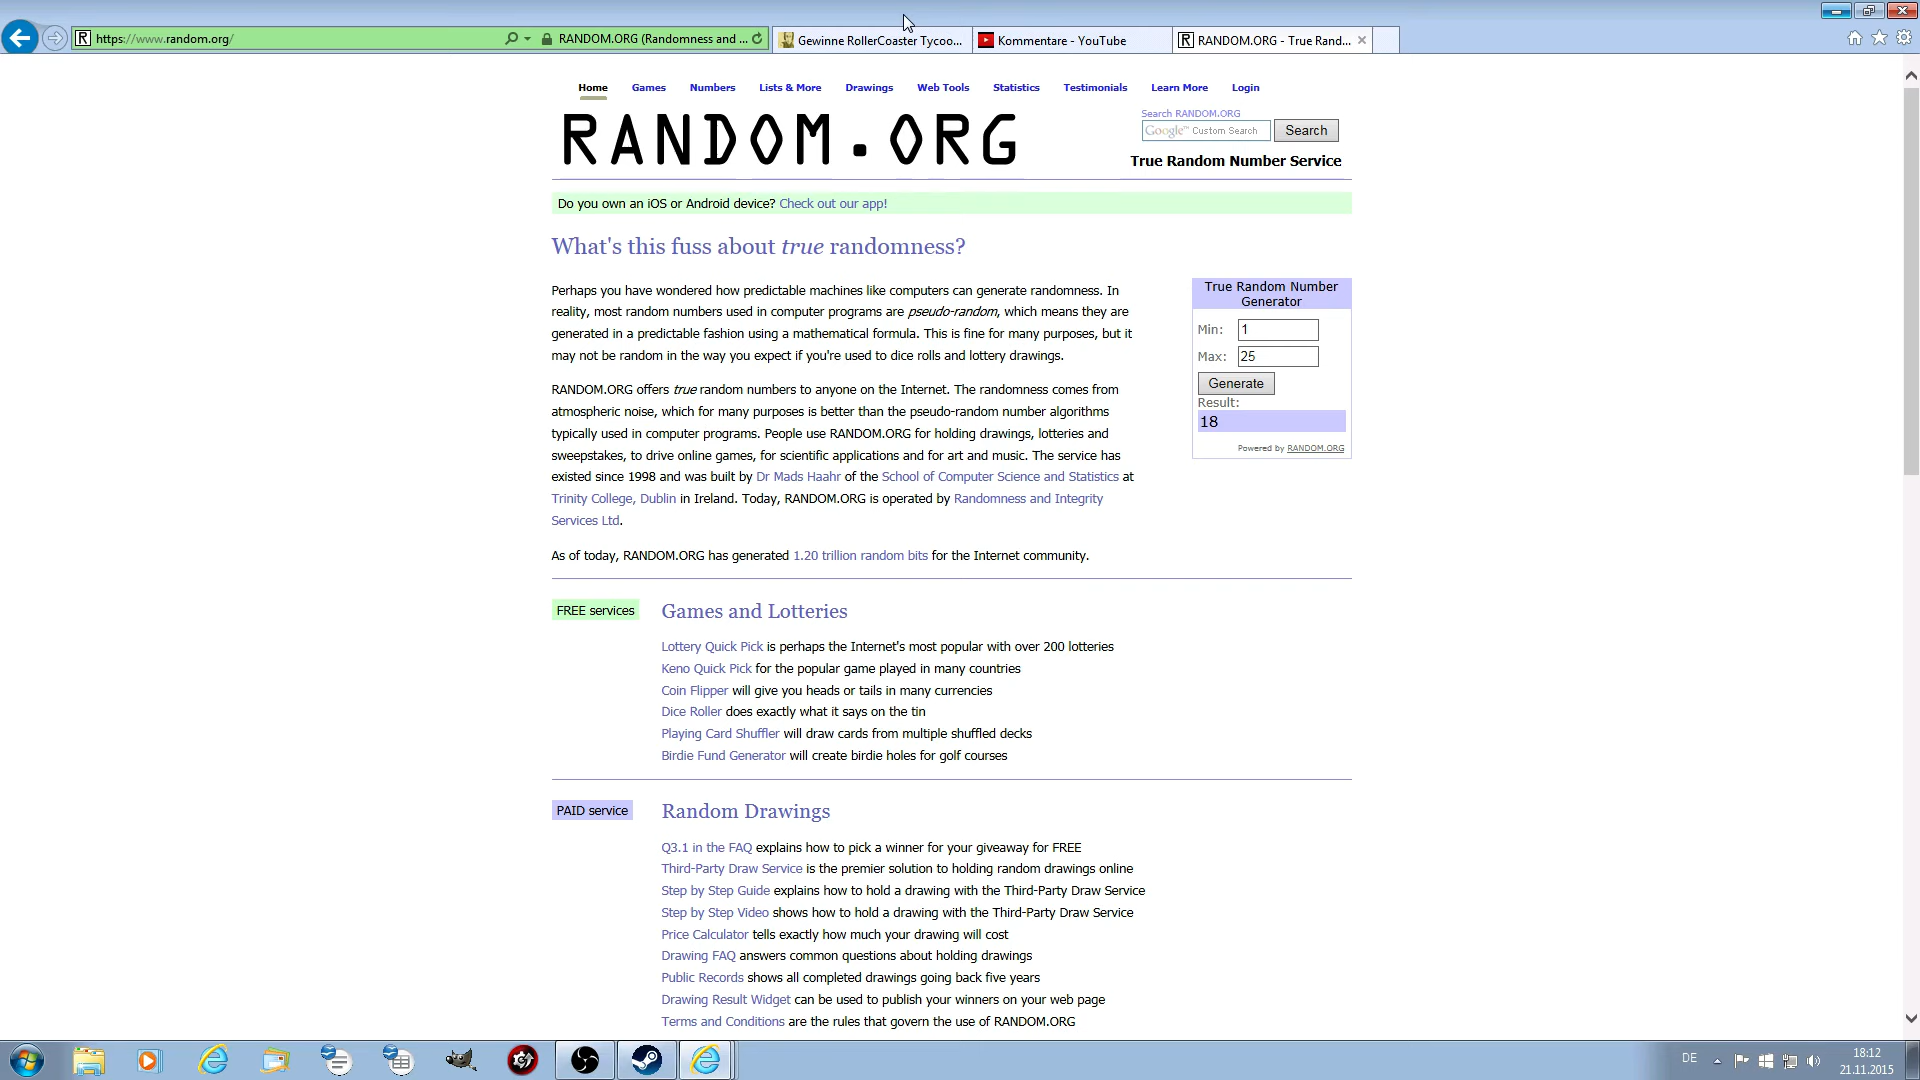 https://www.random.org/
RANDOM.ORG (Randomness and ...
Gewinne RollerCoaster Tycoo...
Kommentare - YouTube
RANDOM.ORG - True Rand...
Home Games Numbers Lists & More Drawings Web Tools Statistics Testimonials Learn More Login
RANDOM.ORG
Search RANDOM.ORG
Google™ Custom Search
Search
True Random Number Service
Do you own an iOS or Android device? Check out our app!
What's this fuss about true randomness?
Perhaps you have wondered how predictable machines like computers can generate randomness. In
reality, most random numbers used in computer programs are pseudo-random, which means they are
generated in a predictable fashion using a mathematical formula. This is fine for many purposes, but it
may not be random in the way you expect if you're used to dice rolls and lottery drawings.
RANDOM.ORG offers true random numbers to anyone on the Internet. The randomness comes from
atmospheric noise, which for many purposes is better than the pseudo-random number algorithms
typically used in computer programs. People use RANDOM.ORG for holding drawings, lotteries and
sweepstakes, to drive online games, for scientific applications and for art and music. The service has
existed since 1998 and was built by Dr Mads Haahr of the School of Computer Science and Statistics at
Trinity College, Dublin in Ireland. Today, RANDOM.ORG is operated by Randomness and Integrity
Services Ltd.
As of today, RANDOM.ORG has generated 1.20 trillion random bits for the Internet community.
True Random Number
Generator
Min: 1
Max: 25
Generate
Result:
18
Powered by RANDOM.ORG
FREE services
Games and Lotteries
Lottery Quick Pick is perhaps the Internet's most popular with over 200 lotteries
Keno Quick Pick for the popular game played in many countries
Coin Flipper will give you heads or tails in many currencies
Dice Roller does exactly what it says on the tin
Playing Card Shuffler will draw cards from multiple shuffled decks
Birdie Fund Generator will create birdie holes for golf courses
PAID service
Random Drawings
Q3.1 in the FAQ explains how to pick a winner for your giveaway for FREE
Third-Party Draw Service is the premier solution to holding random drawings online
Step by Step Guide explains how to hold a drawing with the Third-Party Draw Service
Step by Step Video shows how to hold a drawing with the Third-Party Draw Service
Price Calculator tells exactly how much your drawing will cost
Drawing FAQ answers common questions about holding drawings
Public Records shows all completed drawings going back five years
Drawing Result Widget can be used to publish your winners on your web page
Terms and Conditions are the rules that govern the use of RANDOM.ORG
DE
18:12
21.11.2015